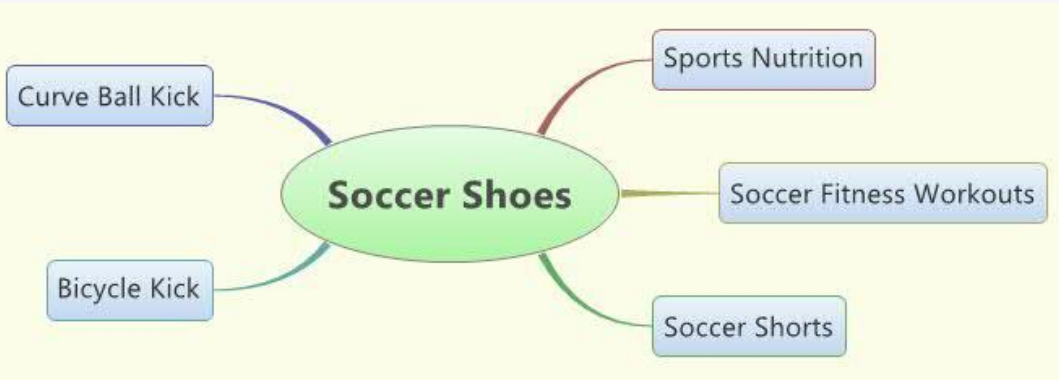 Sports Nutrition
Curve Ball Kick
Soccer Shoes
Soccer Fitness Workouts
Bicycle Kick
Soccer Shorts